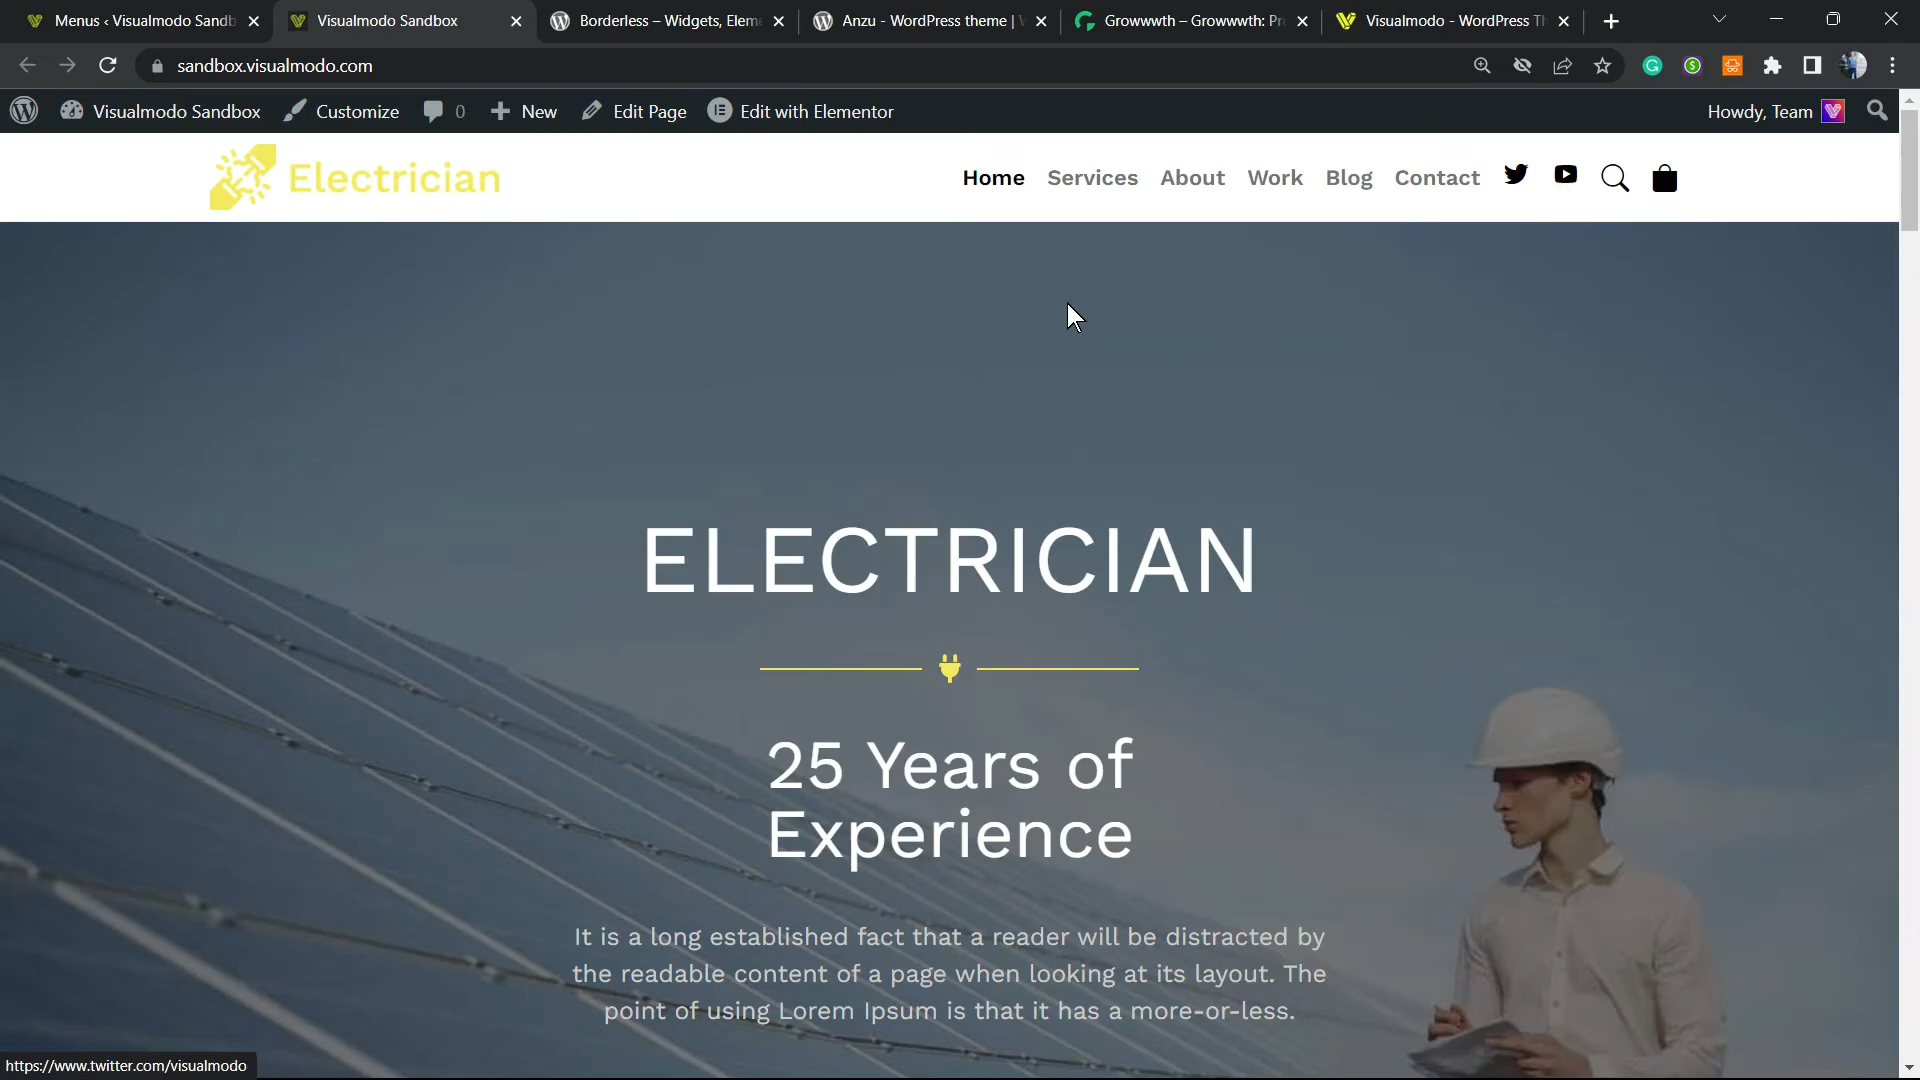 Menus ‹ Visualmodo Sandb
Visualmodo Sandbox
Borderless – Widgets, Elem
Anzu - WordPress theme |
Growwwth – Growwwth: Pr
Visualmodo - WordPress Th
sandbox.visualmodo.com
Visualmodo Sandbox
Customize
0
New
Edit Page
Edit with Elementor
Howdy, Team
Electrician
Home
Services
About
Work
Blog
Contact
ELECTRICIAN
25 Years of
Experience
It is a long established fact that a reader will be distracted by
the readable content of a page when looking at its layout. The
point of using Lorem Ipsum is that it has a more-or-less.
https://www.twitter.com/visualmodo